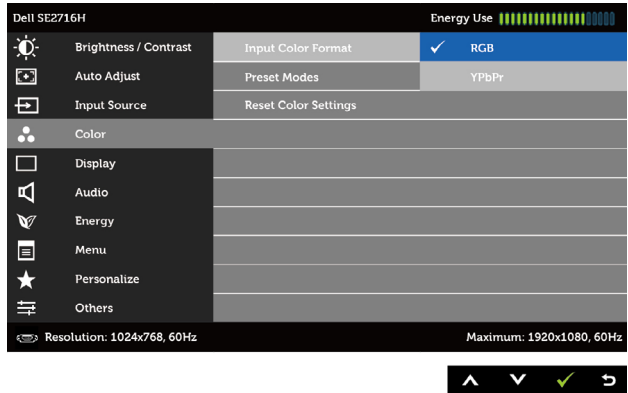 Dell SE2716H Energy Use
Brightness / Contrast Input Color Format RGB
Auto Adjust Preset Modes YPbPr
Input Source Reset Color Settings
Color
Display
Audio
Energy
Menu
Personalize
Others
Resolution: 1024x768, 60Hz Maximum: 1920x1080, 60Hz